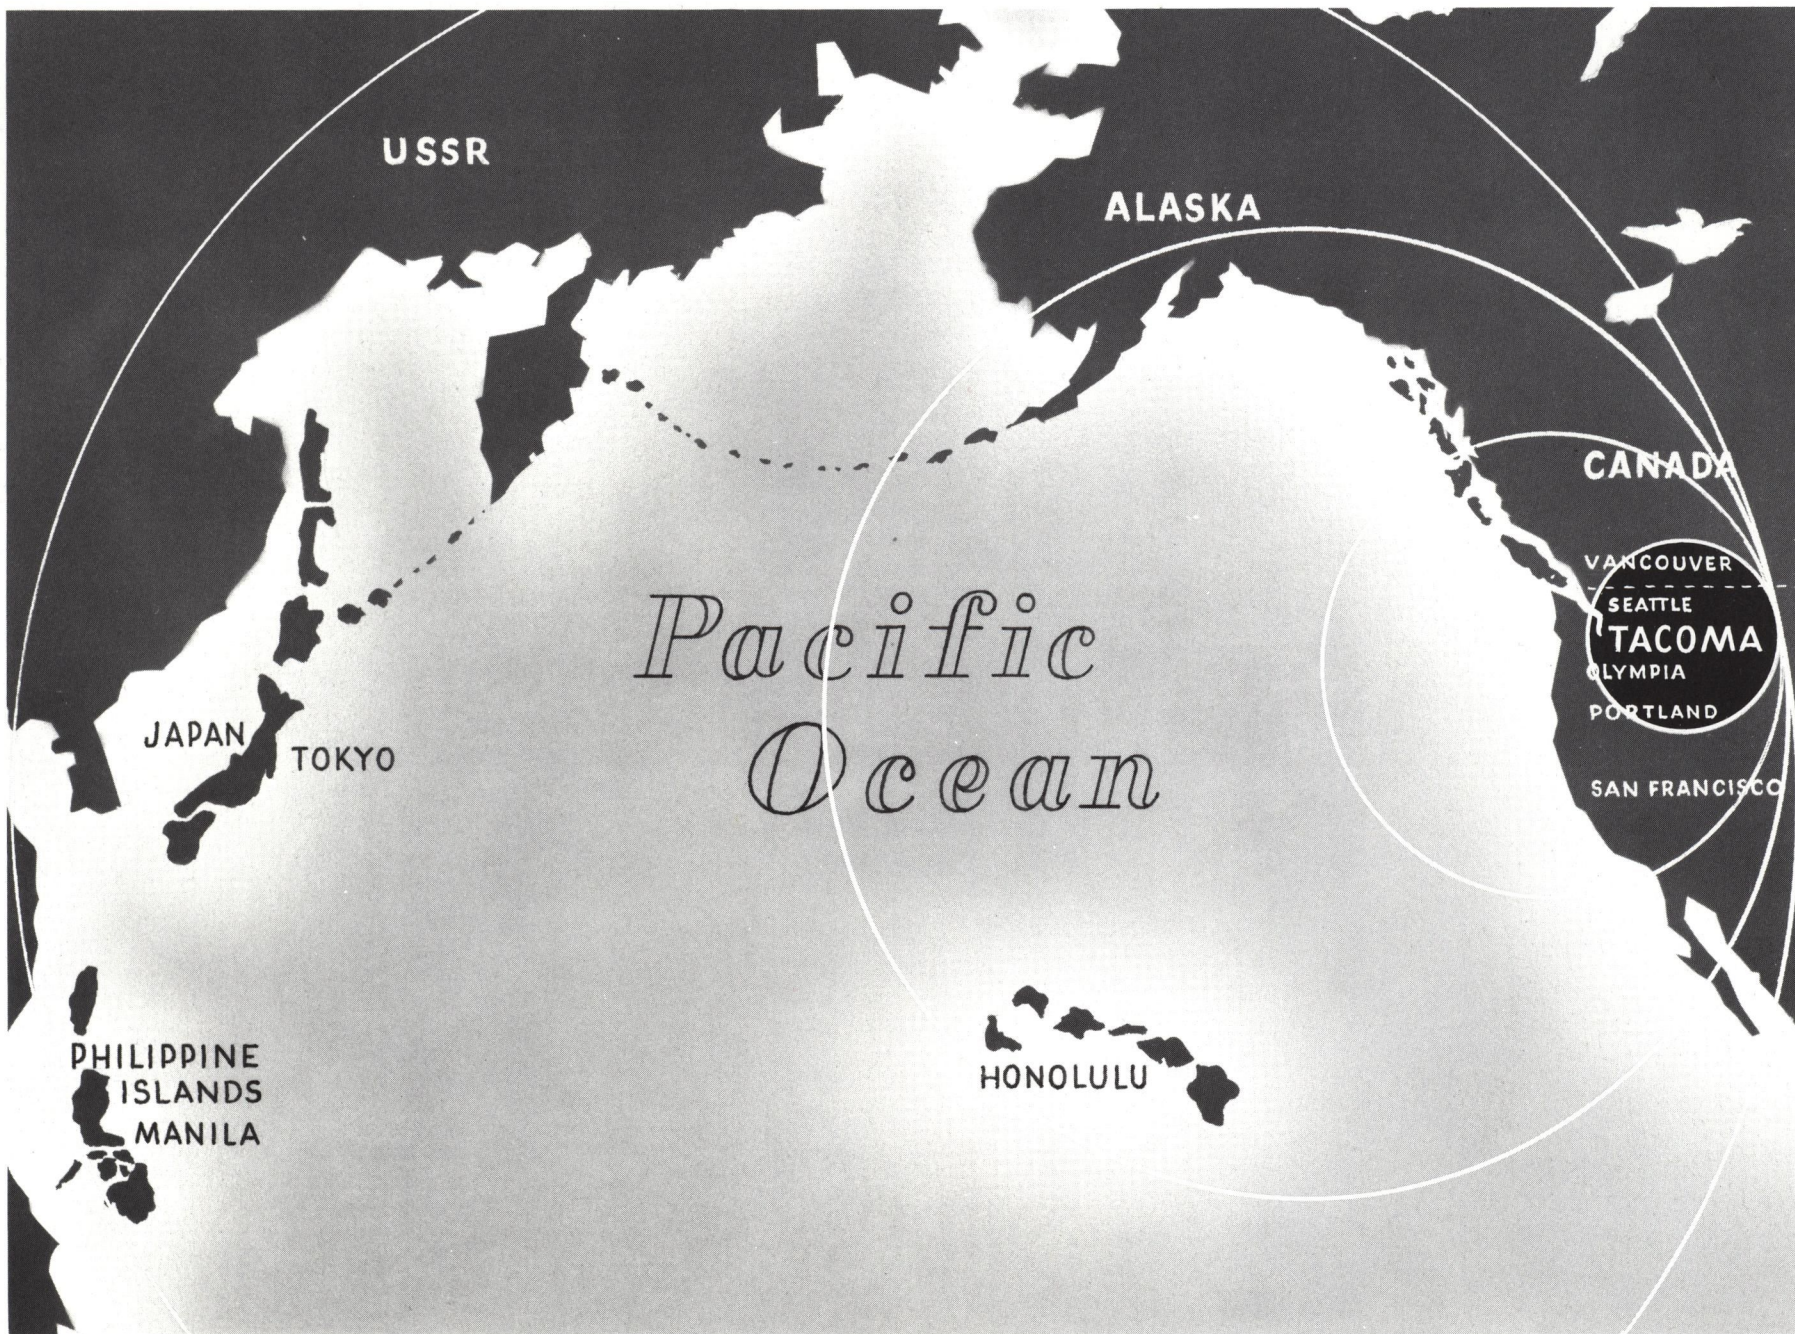 USSR
ALASKA
CANADA
VANCOUVER
SEATTLE
TACOMA
OLYMPIA
PORTLAND
SAN FRANCISCO
Pacific
Ocean
JAPAN
TOKYO
HONOLULU
PHILIPPINE
ISLANDS
MANILA